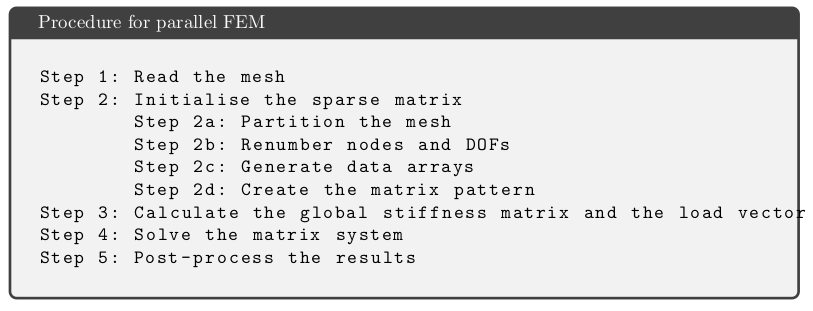 Procedure for parallel FEM
Step 1: Read the mesh
Step 2: Initialise the sparse matrix
Step 2a: Partition the mesh
Step 2b: Renumber nodes and DOFs
Step 2c: Generate data arrays
Step 2d: Create the matrix pattern
Step 3: Calculate the global stiffness matrix and the load vector
Step 4: Solve the matrix system
Step 5: Post-process the results